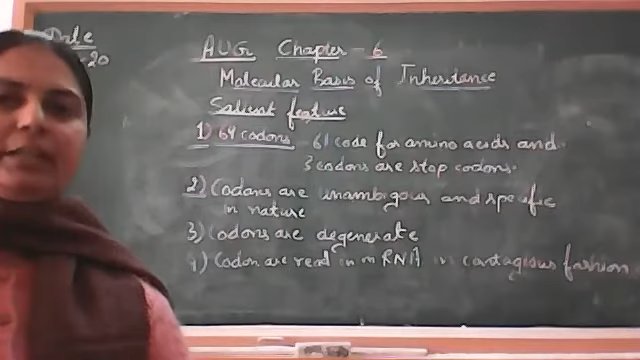 Date
20
AUG Chapter - 6
Molecular Basis of Inheritance
Salient feature
1) 64 codons - 61 code for amino acids and
3 codons are stop codons.
2) Codons are unambigous and specific
in nature
3) Codons are degenerate
4) Codon are read in mRNA in contagious fashion